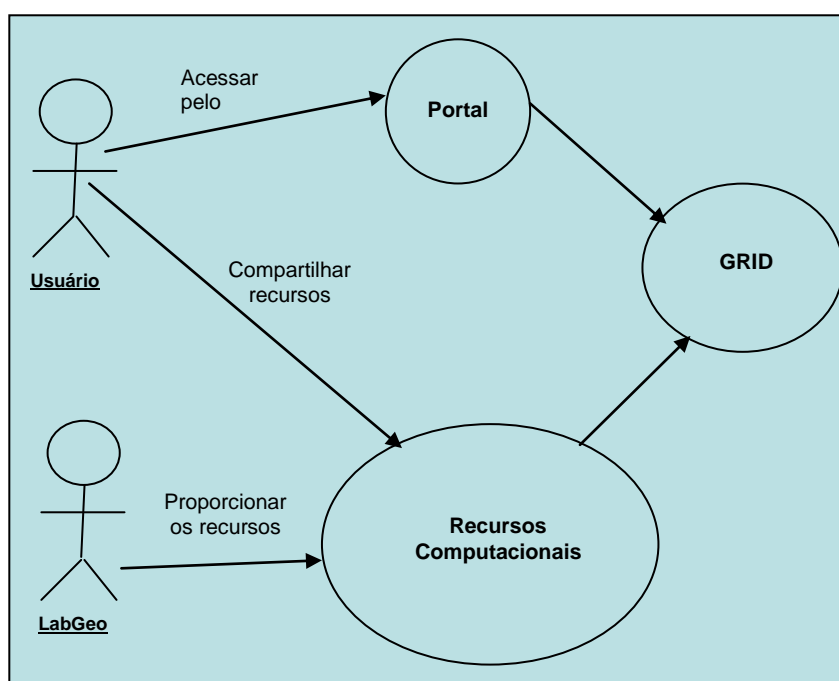 Acessar
pelo
Portal
GRID
Usuário
Compartilhar
recursos
Proporcionar
os recursos
Recursos
Computacionais
LabGeo